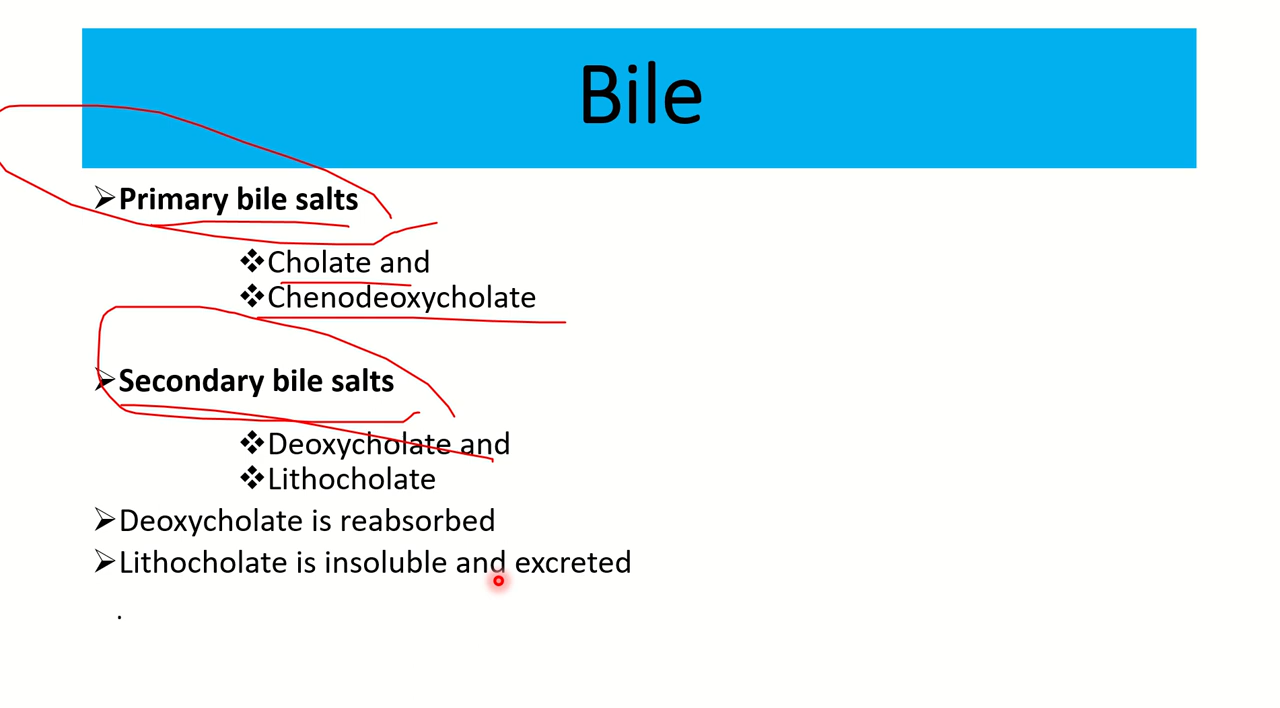 Bile
➢Primary bile salts
❖Cholate and
❖Chenodeoxycholate
➢Secondary bile salts
❖Deoxycholate and
❖Lithocholate
➢Deoxycholate is reabsorbed
➢Lithocholate is insoluble and excreted
.